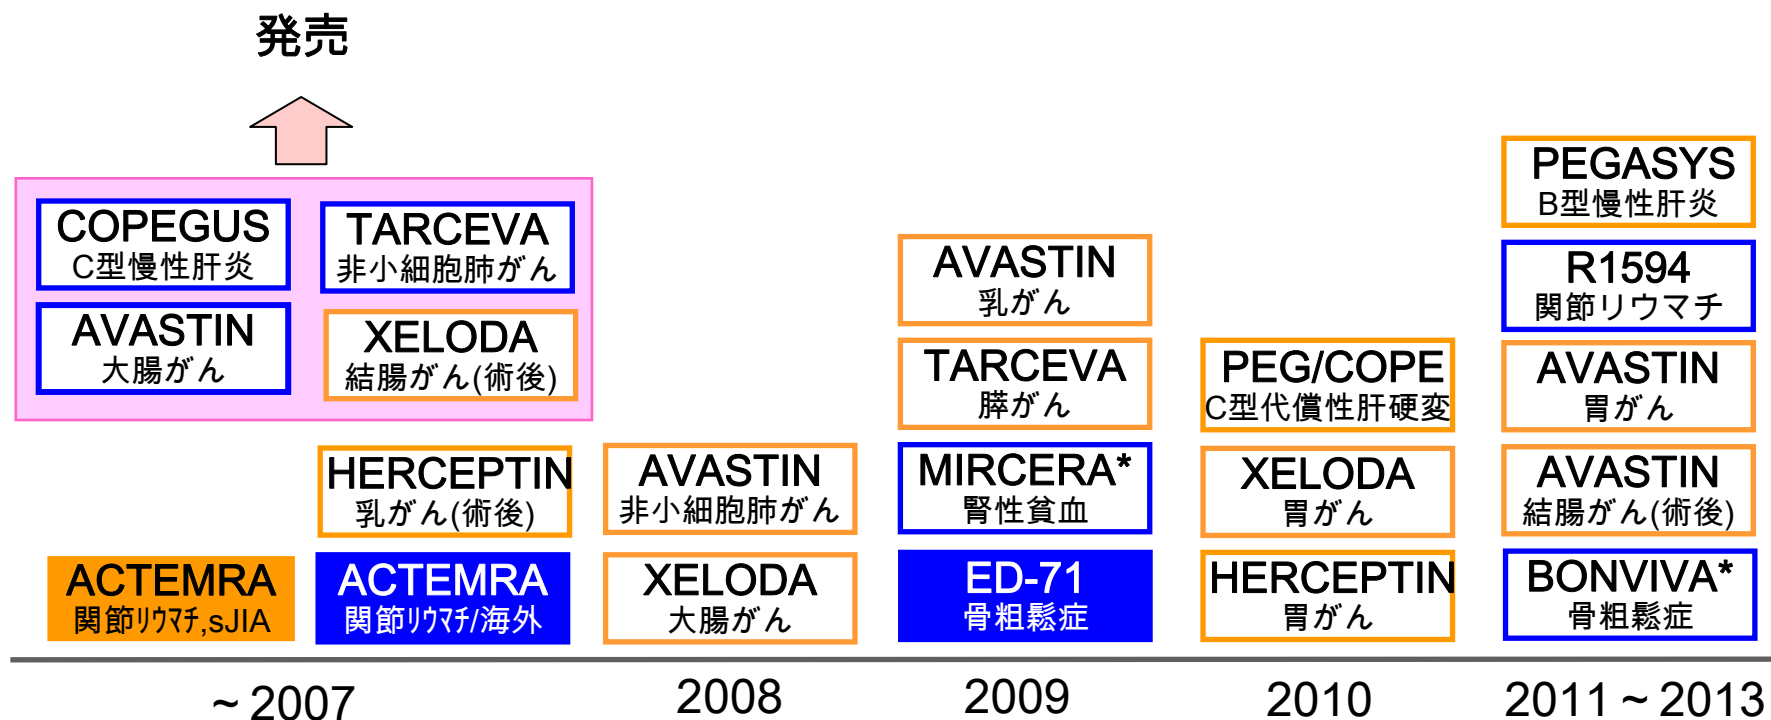 発売
COPEGUS
C型慢性肝炎
TARCEVA
非小細胞肺がん
AVASTIN
大腸がん
XELODA
結腸がん(術後)
HERCEPTIN
乳がん(術後)
ACTEMRA
関節ﾘｳﾏﾁ,sJIA
ACTEMRA
関節ﾘｳﾏﾁ/海外
AVASTIN
非小細胞肺がん
XELODA
大腸がん
AVASTIN
乳がん
TARCEVA
膵がん
MIRCERA*
腎性貧血
ED-71
骨粗鬆症
PEG/COPE
C型代償性肝硬変
XELODA
胃がん
HERCEPTIN
胃がん
PEGASYS
B型慢性肝炎
R1594
関節リウマチ
AVASTIN
胃がん
AVASTIN
結腸がん(術後)
BONVIVA*
骨粗鬆症
~2007
2008
2009
2010
2011~2013